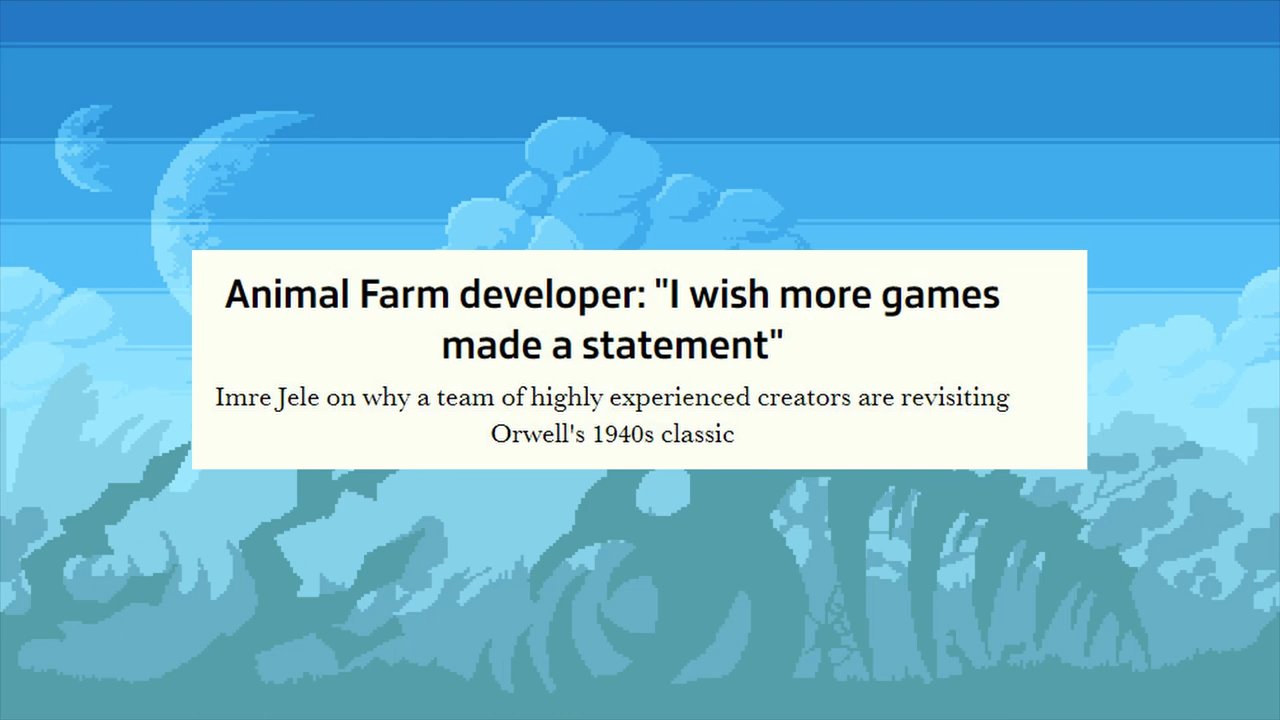 Animal Farm developer: "I wish more games
made a statement"
Imre Jele on why a team of highly experienced creators are revisiting
Orwell's 1940s classic